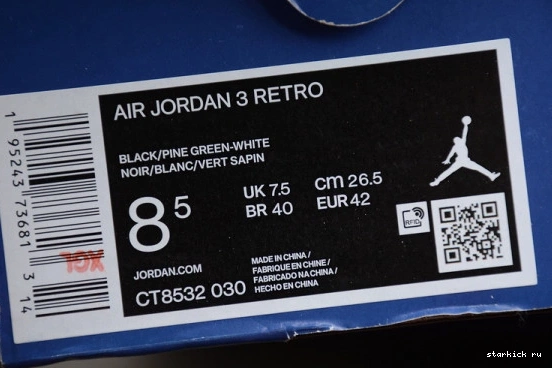 AIR JORDAN 3 RETRO
BLACK/PINE GREEN-WHITE
NOIR/BLANC/VERT SAPIN
8 5
UK 7.5 cm 26.5
BR 40 EUR 42
RFID
JORDAN.COM
CT8532 030
MADE IN CHINA /
FABRIQUE EN CHINE /
FABRICADO NA CHINA /
HECHO EN CHINA
1 95243 73681 3 14
starkick ru